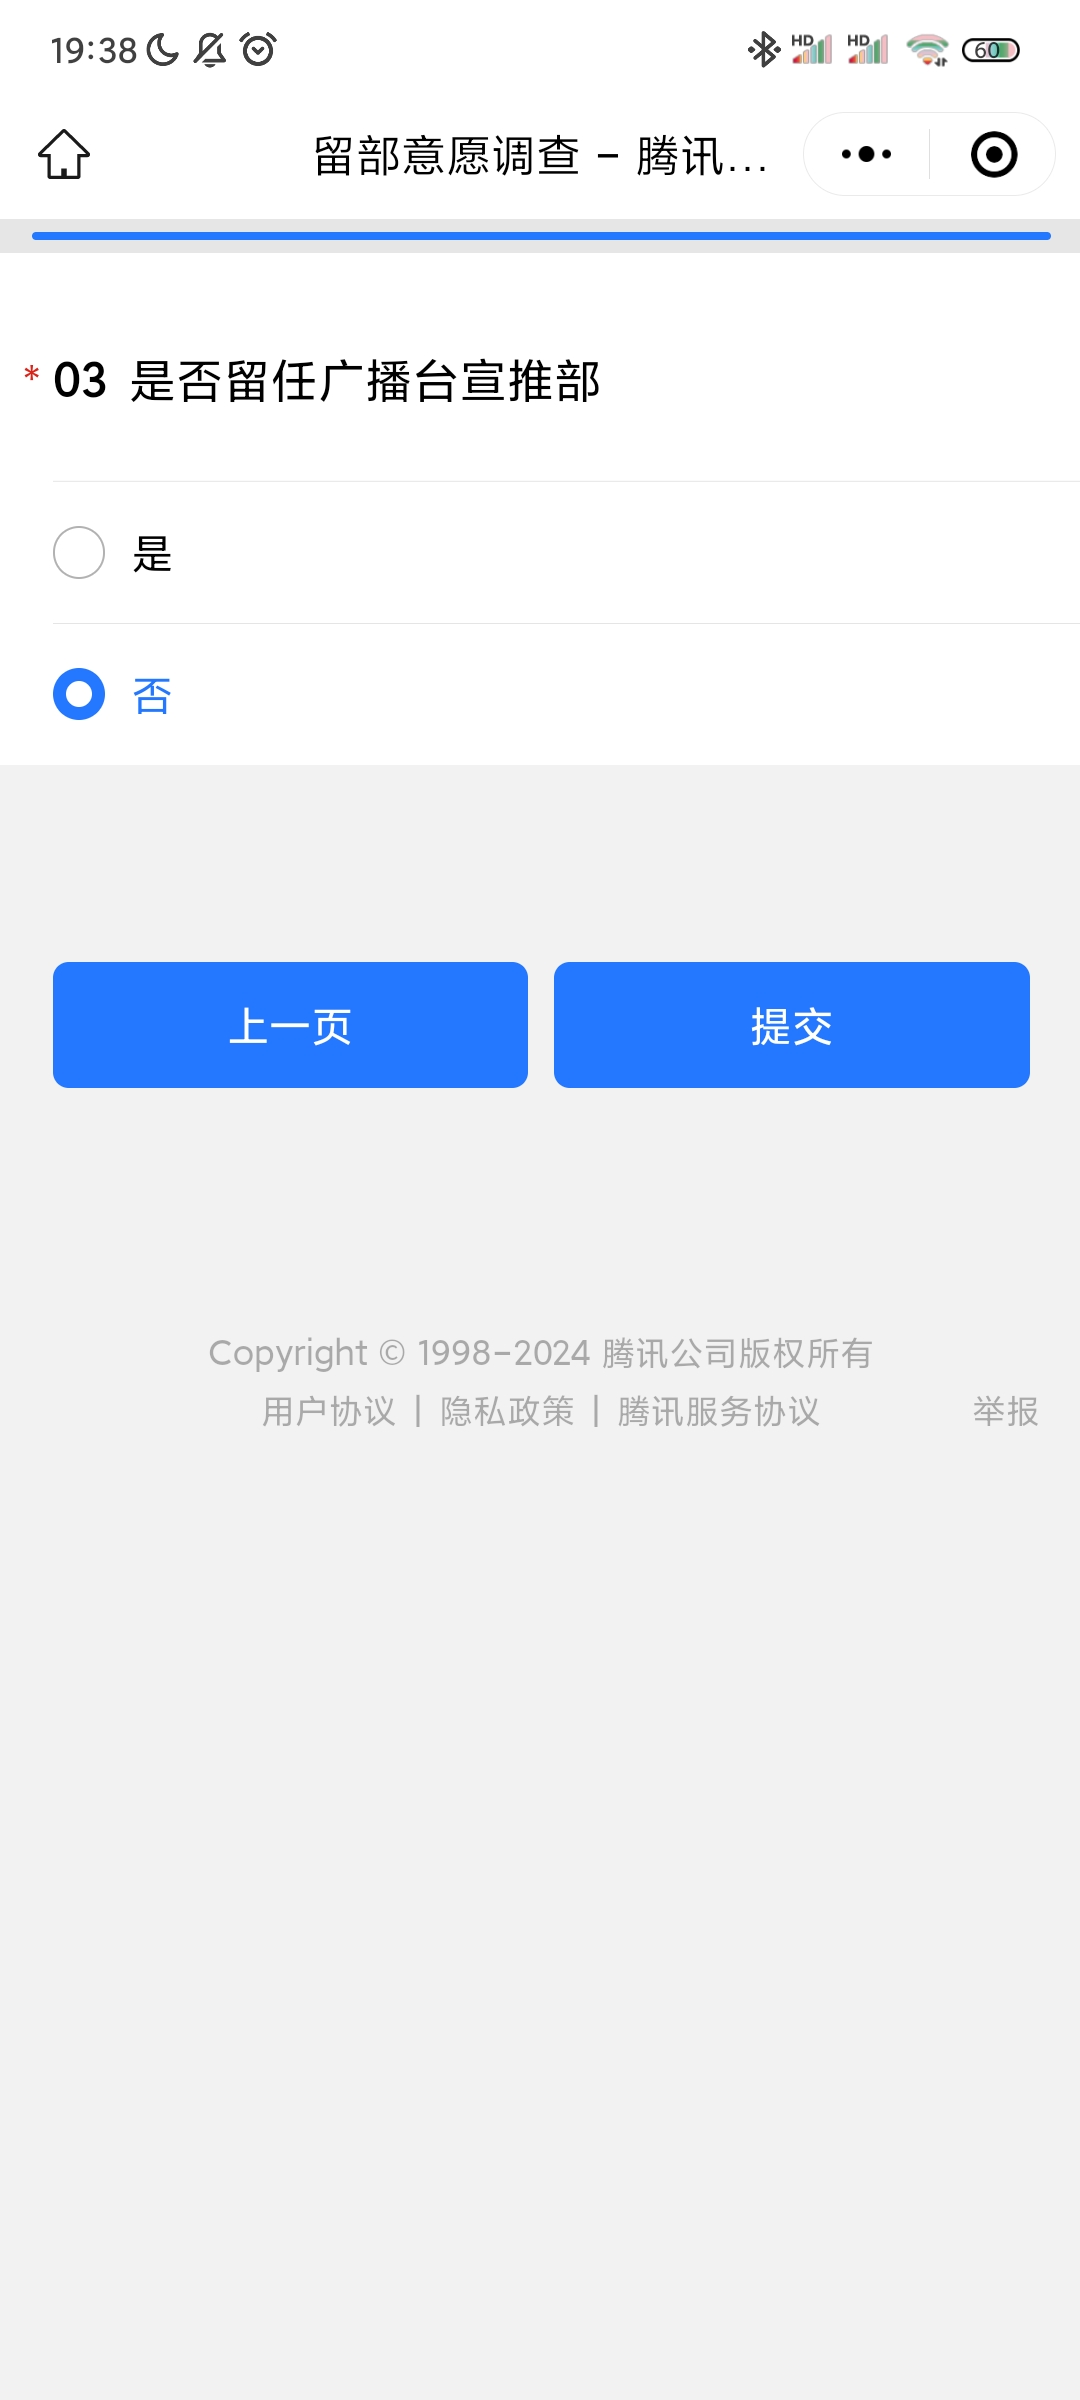 19:38
HD HD 60
留部意愿调查 - 腾讯...
* 03 是否留任广播台宣推部
是
否
上一页 提交
Copyright © 1998-2024 腾讯公司版权所有
用户协议 | 隐私政策 | 腾讯服务协议 举报